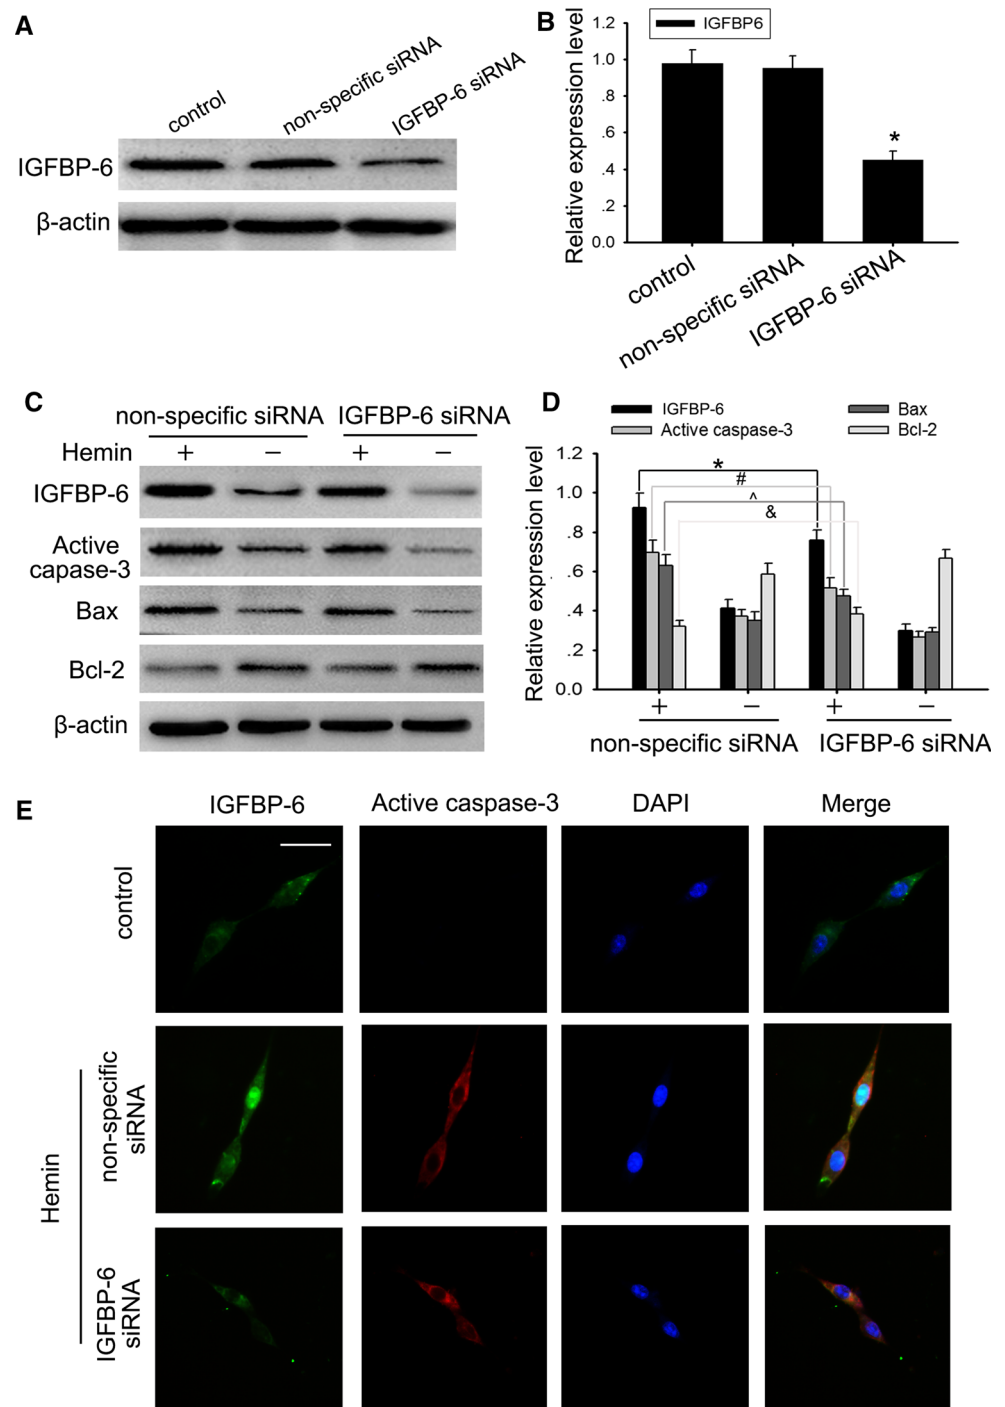 A
control
non-specific siRNA
IGFBP-6 siRNA
IGFBP-6
β-actin
B
Relative expression level
1.2
1.0
.8
.6
.4
.2
0.0
IGFBP6
*
control
non-specific siRNA
IGFBP-6 siRNA
C
non-specific siRNA
IGFBP-6 siRNA
Hemin
+ − + −
IGFBP-6
Active
capase-3
Bax
Bcl-2
β-actin
D
IGFBP-6
Active caspase-3
Bax
Bcl-2
Relative expression level
1.2
1.0
.8
.6
.4
.2
0.0
*
#
^
&
+ − + −
non-specific siRNA
IGFBP-6 siRNA
E
IGFBP-6
Active caspase-3
DAPI
Merge
control
Hemin
non-specific
siRNA
IGFBP-6
siRNA